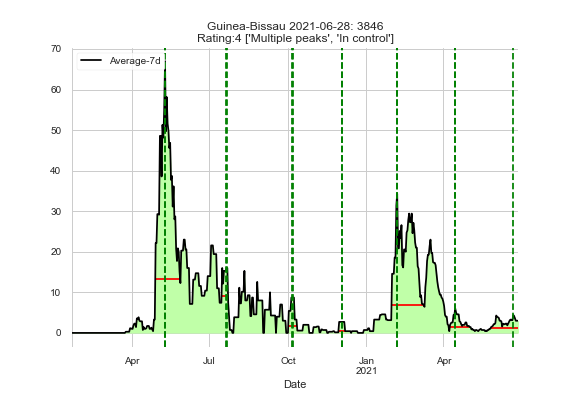 Guinea-Bissau 2021-06-28: 3846
Rating:4 ['Multiple peaks', 'In control']
Average-7d
70
60
50
40
30
20
10
0
Apr
Jul
Oct
Jan
2021
Apr
Date